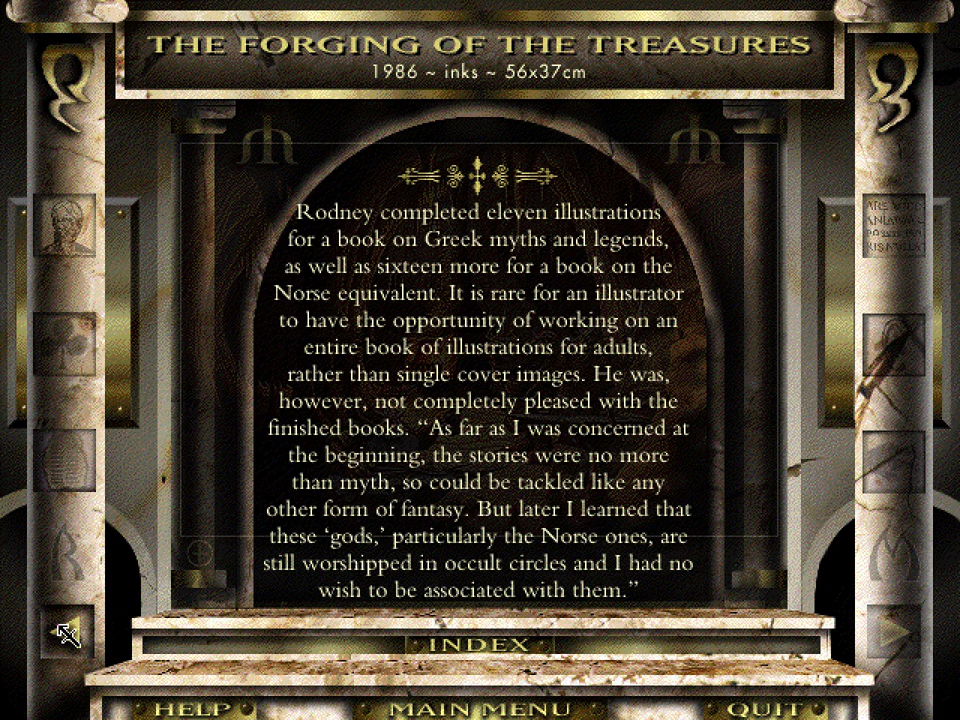 THE FORGING OF THE TREASURES
1986 ~ inks ~ 56x37cm
Rodney completed eleven illustrations
for a book on Greek myths and legends,
as well as sixteen more for a book on the
Norse equivalent. It is rare for an illustrator
to have the opportunity of working on an
entire book of illustrations for adults,
rather than single cover images. He was,
however, not completely pleased with the
finished books. “As far as I was concerned at
the beginning, the stories were no more
than myth, so could be tackled like any
other form of fantasy. But later I learned that
these ‘gods,’ particularly the Norse ones, are
still worshipped in occult circles and I had no
wish to be associated with them.”
INDEX
HELP
MAIN MENU
QUIT